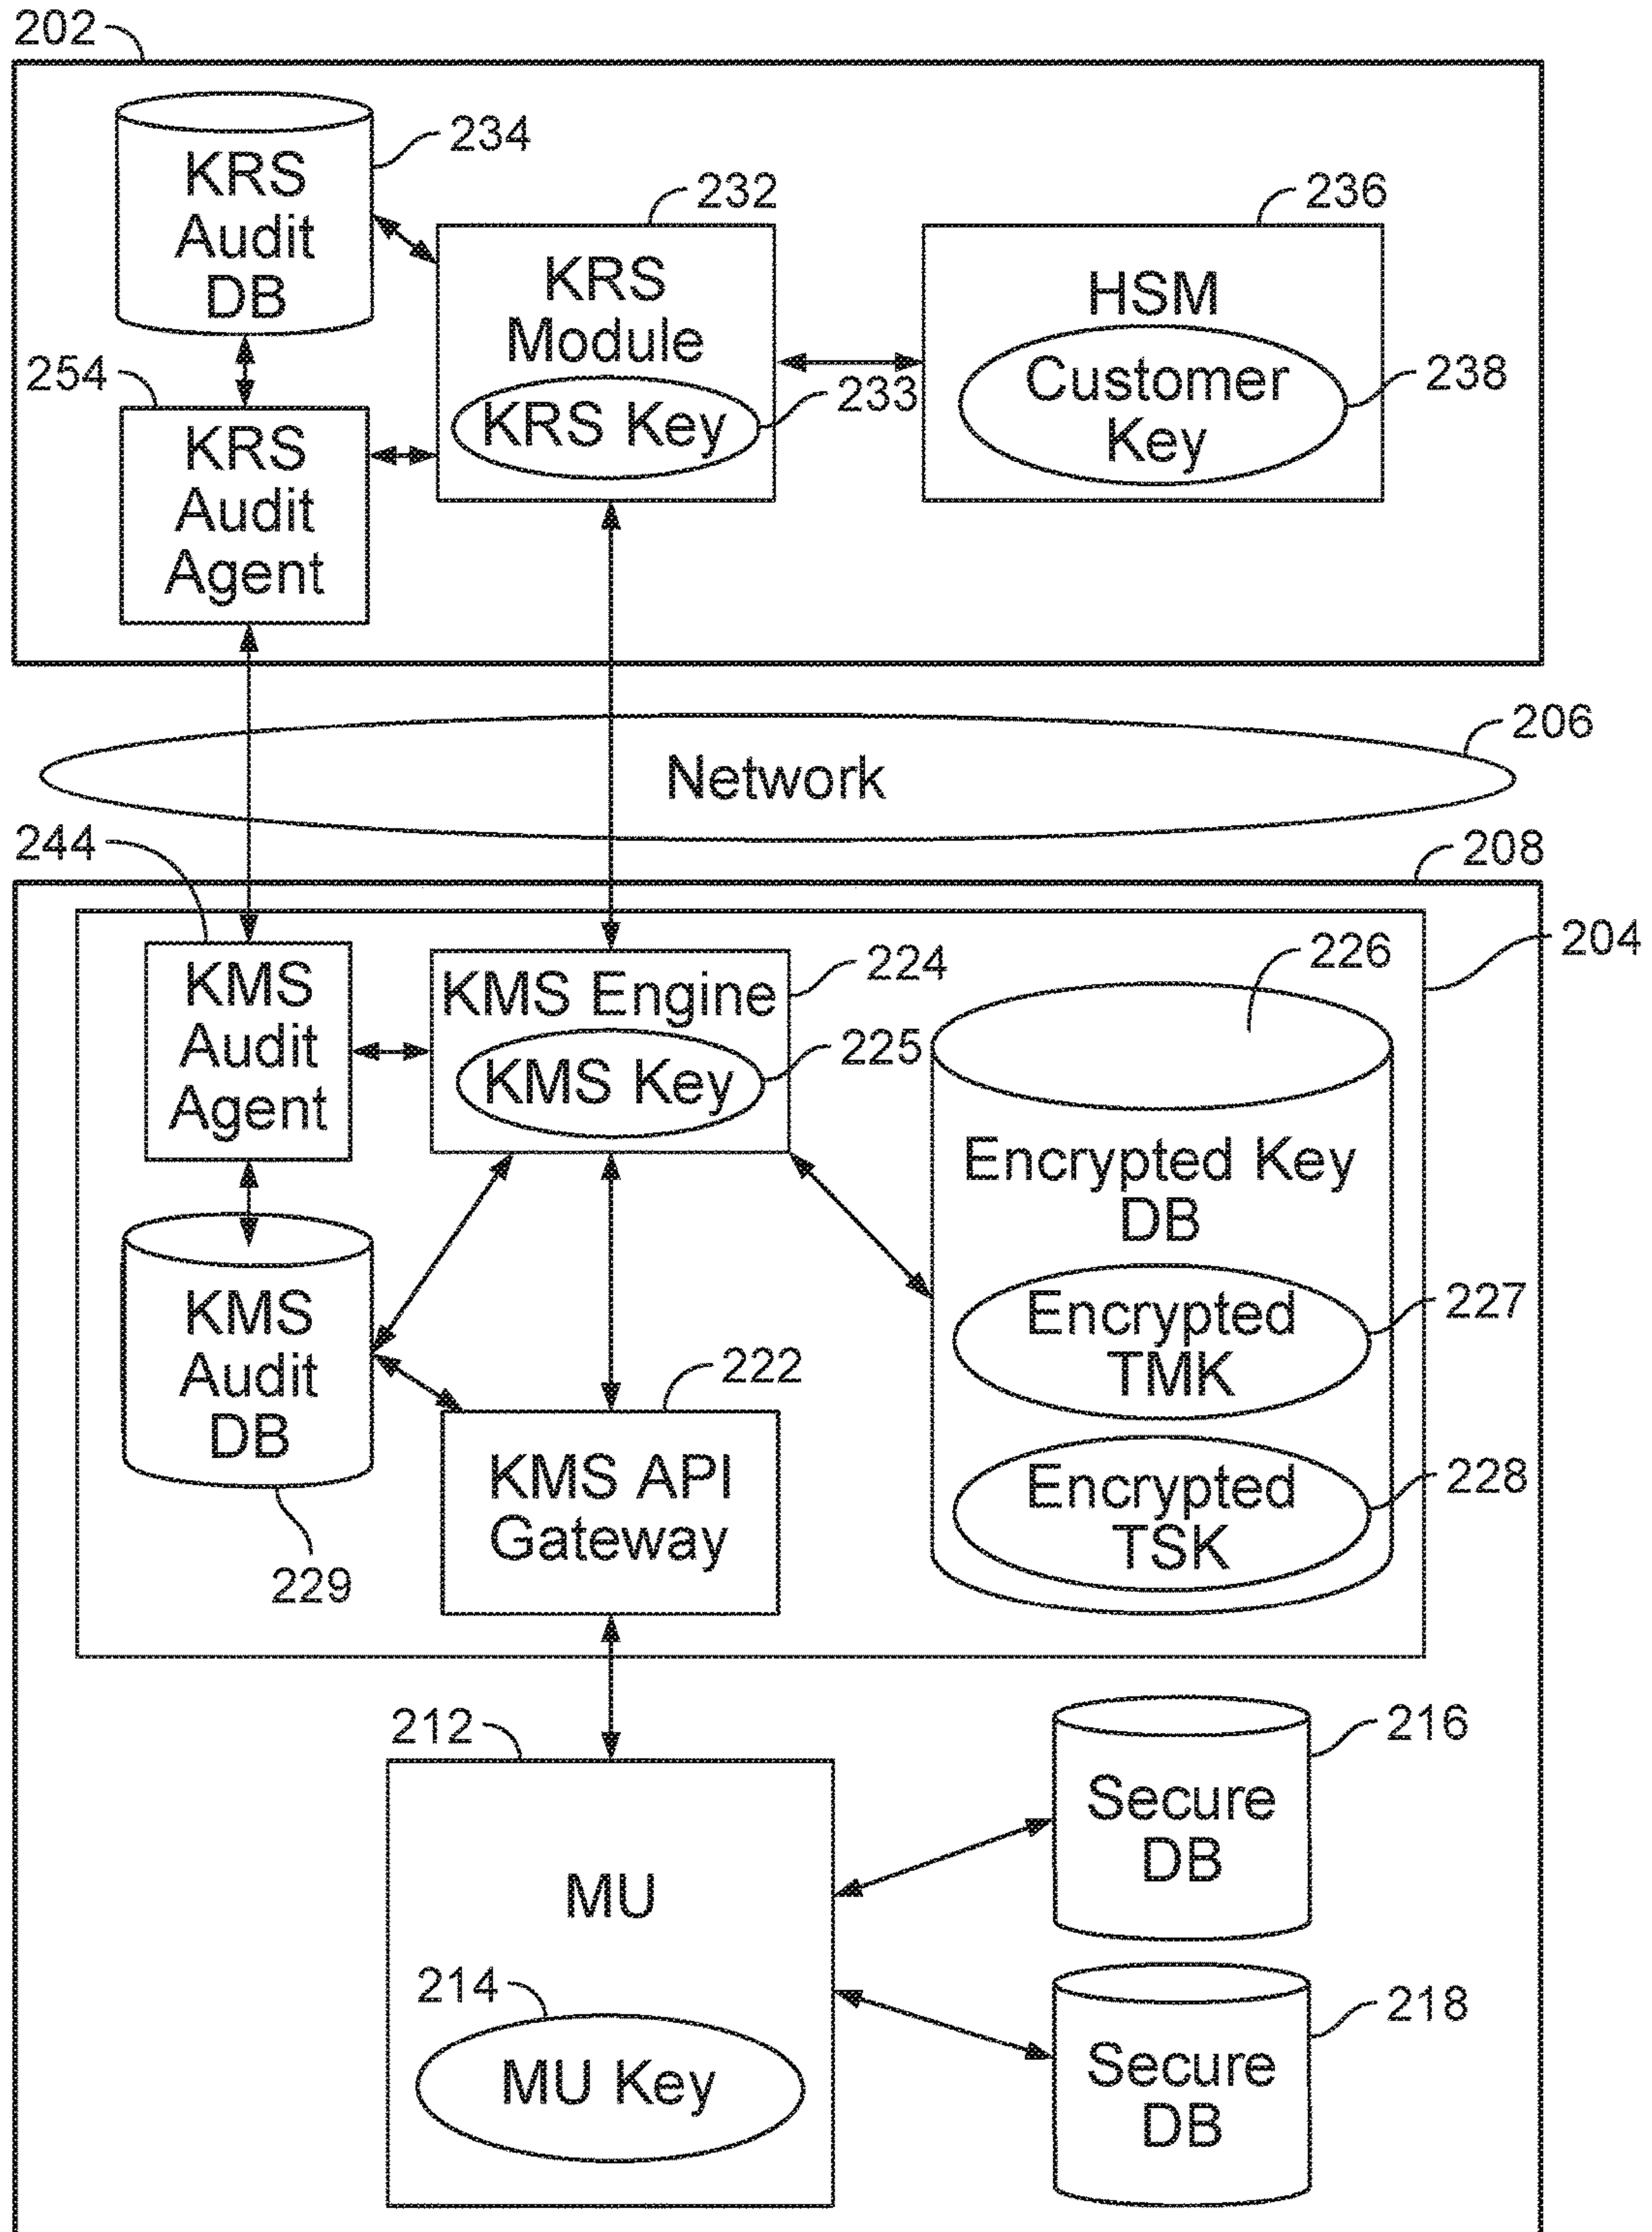 202
KRS
Audit
DB
234
232
KRS
Module
KRS Key
233
236
HSM
Customer
Key
238
254
KRS
Audit
Agent
Network
206
208
204
244
KMS
Audit
Agent
KMS Engine
224
KMS Key
225
226
Encrypted Key
DB
Encrypted
TMK
227
Encrypted
TSK
228
KMS
Audit
DB
229
222
KMS API
Gateway
212
MU
214
MU Key
216
Secure
DB
218
Secure
DB